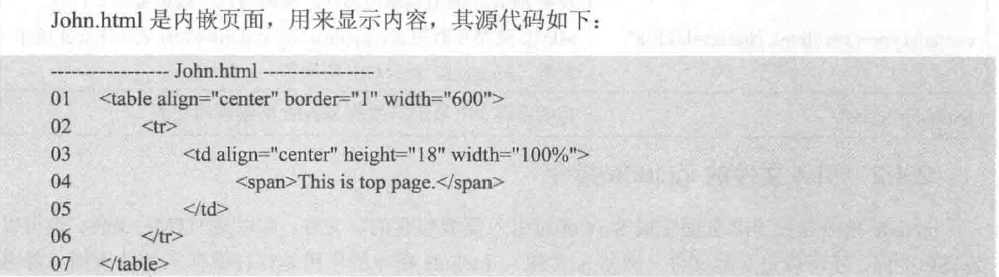 John.html 是内嵌页面，用来显示内容，其源代码如下：
---------------- John.html ----------------
01 <table align="center" border="1" width="600">
02 <tr>
03 <td align="center" height="18" width="100%">
04 <span>This is top page.</span>
05 </td>
06 </tr>
07 </table>